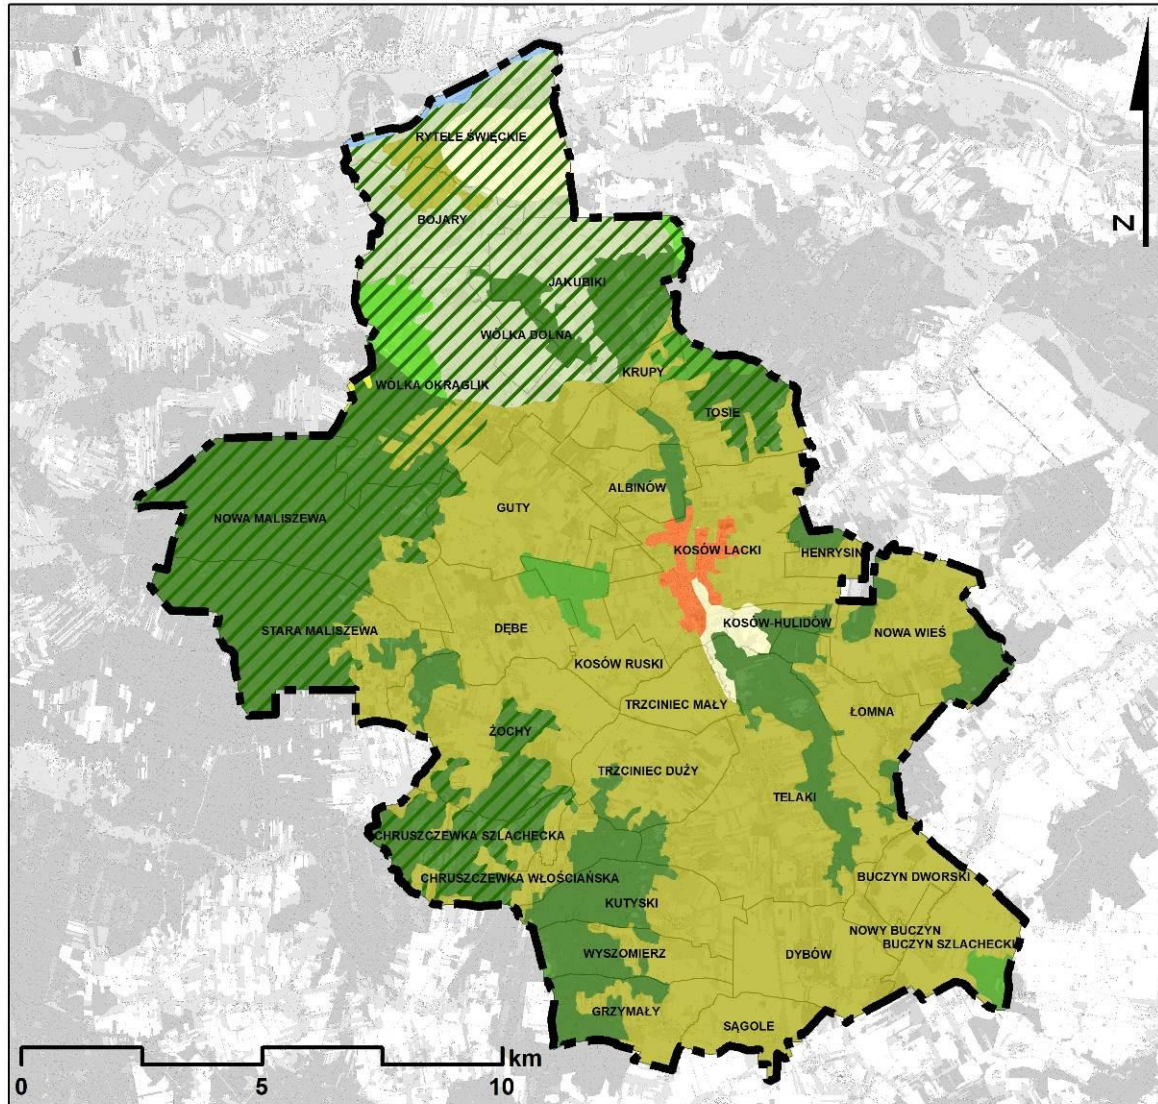 RYTELE ŚWIĘCKIE
Z
BOJARY
JAKUBIKI
WÓLKA DOLNA
KRUPY
WÓLKA OKRĄGLIK
TOSIE
ALBINÓW
GUTY
NOWA MALISZEWA
KOSÓW LACKI
HENRYSIN
KOSÓW-HULIDÓW
STARA MALISZEWA
DĘBE
NOWA WIEŚ
KOSÓW RUSKI
TRZCINIEC MAŁY
ŁOMNA
ŻOCHY
TRZCINIEC DUŻY
TELAKI
CHRUSZCZEWKA SZLACHECKA
CHRUSZCZEWKA WŁOŚCIAŃSKA
BUCZYN DWORSKI
KUTYSKI
NOWY BUCZYN
BUCZYN SZLACHECKI
WYSZOMIERZ
DYBÓW
GRZYMAŁY
SĄGOLE
km
0 5 10